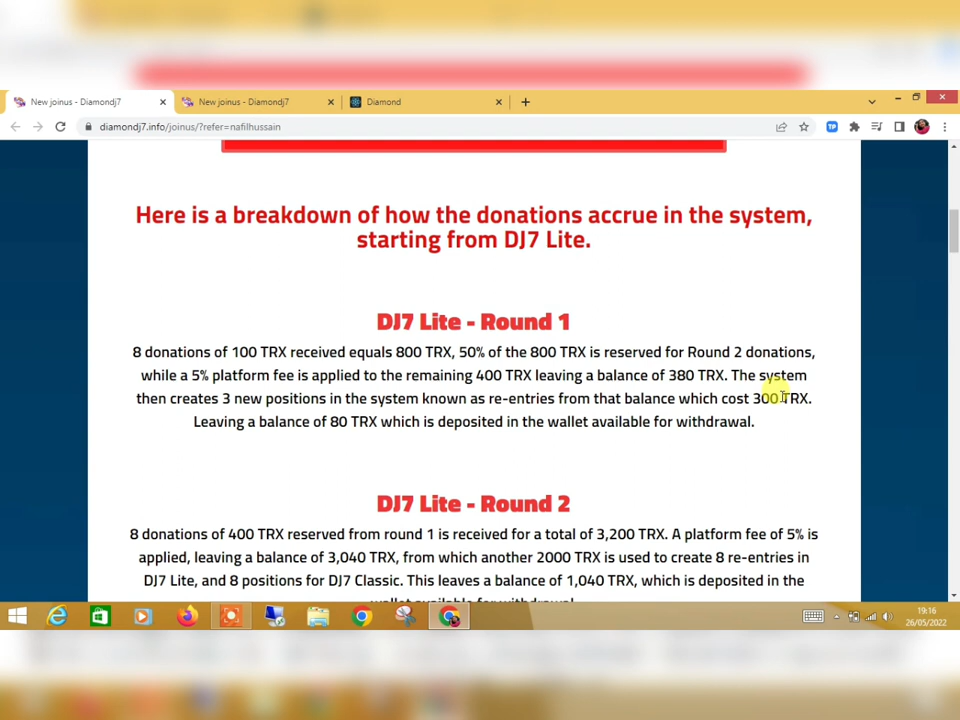 New joinus - Diamondj7
New joinus - Diamondj7
Diamond
diamondj7.info/joinus/?refer=nafilhussain
TP
Here is a breakdown of how the donations accrue in the system,
starting from DJ7 Lite.
DJ7 Lite - Round 1
8 donations of 100 TRX received equals 800 TRX, 50% of the 800 TRX is reserved for Round 2 donations,
while a 5% platform fee is applied to the remaining 400 TRX leaving a balance of 380 TRX. The system
then creates 3 new positions in the system known as re-entries from that balance which cost 300 TRX.
Leaving a balance of 80 TRX which is deposited in the wallet available for withdrawal.
DJ7 Lite - Round 2
8 donations of 400 TRX reserved from round 1 is received for a total of 3,200 TRX. A platform fee of 5% is
applied, leaving a balance of 3,040 TRX, from which another 2000 TRX is used to create 8 re-entries in
DJ7 Lite, and 8 positions for DJ7 Classic. This leaves a balance of 1,040 TRX, which is deposited in the
wallet available for withdrawal.
19:16
26/05/2022